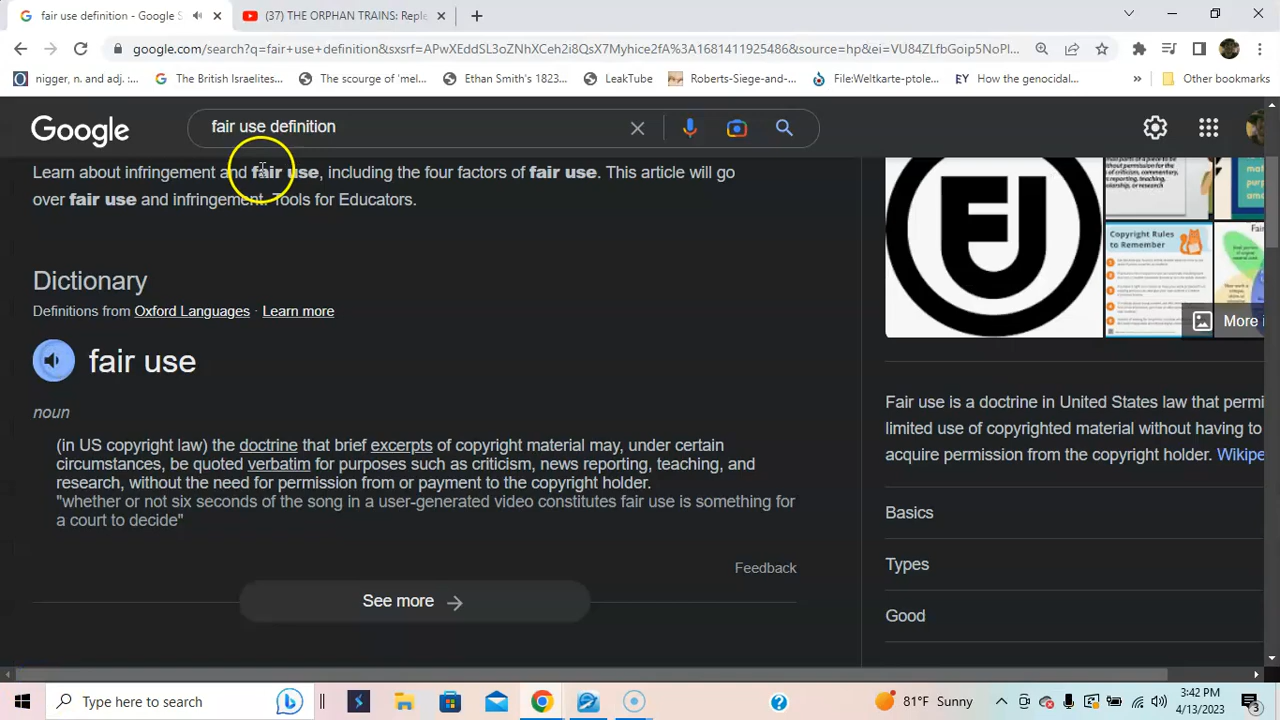 fair use definition - Google S
(37) THE ORPHAN TRAINS: Reple
google.com/search?q=fair+use+definition&sxsrf=APwXEddSL3oZNhXCeh2i8QsX7Myhice2fA%3A1681411925486&source=hp&ei=VU84ZLfbGoip5NoPl...
nigger, n. and adj. :... The British Israelites... The scourge of 'mel... Ethan Smith's 1823... LeakTube Roberts-Siege-and-... File:Weltkarte-ptole... EY How the genocidal... » Other bookmarks
Google fair use definition
Learn about infringement and fair use, including the four factors of fair use. This article will go
over fair use and infringement. Tools for Educators.
Dictionary
Definitions from Oxford Languages · Learn more
fair use
noun
(in US copyright law) the doctrine that brief excerpts of copyright material may, under certain
circumstances, be quoted verbatim for purposes such as criticism, news reporting, teaching, and
research, without the need for permission from or payment to the copyright holder.
"whether or not six seconds of the song in a user-generated video constitutes fair use is something for
a court to decide"
Feedback
See more
Copyright Rules
to Remember
More i
Fair use is a doctrine in United States law that permi
limited use of copyrighted material without having to
acquire permission from the copyright holder. Wikipe
Basics
Types
Good
Type here to search
81°F Sunny
3:42 PM
4/13/2023
3